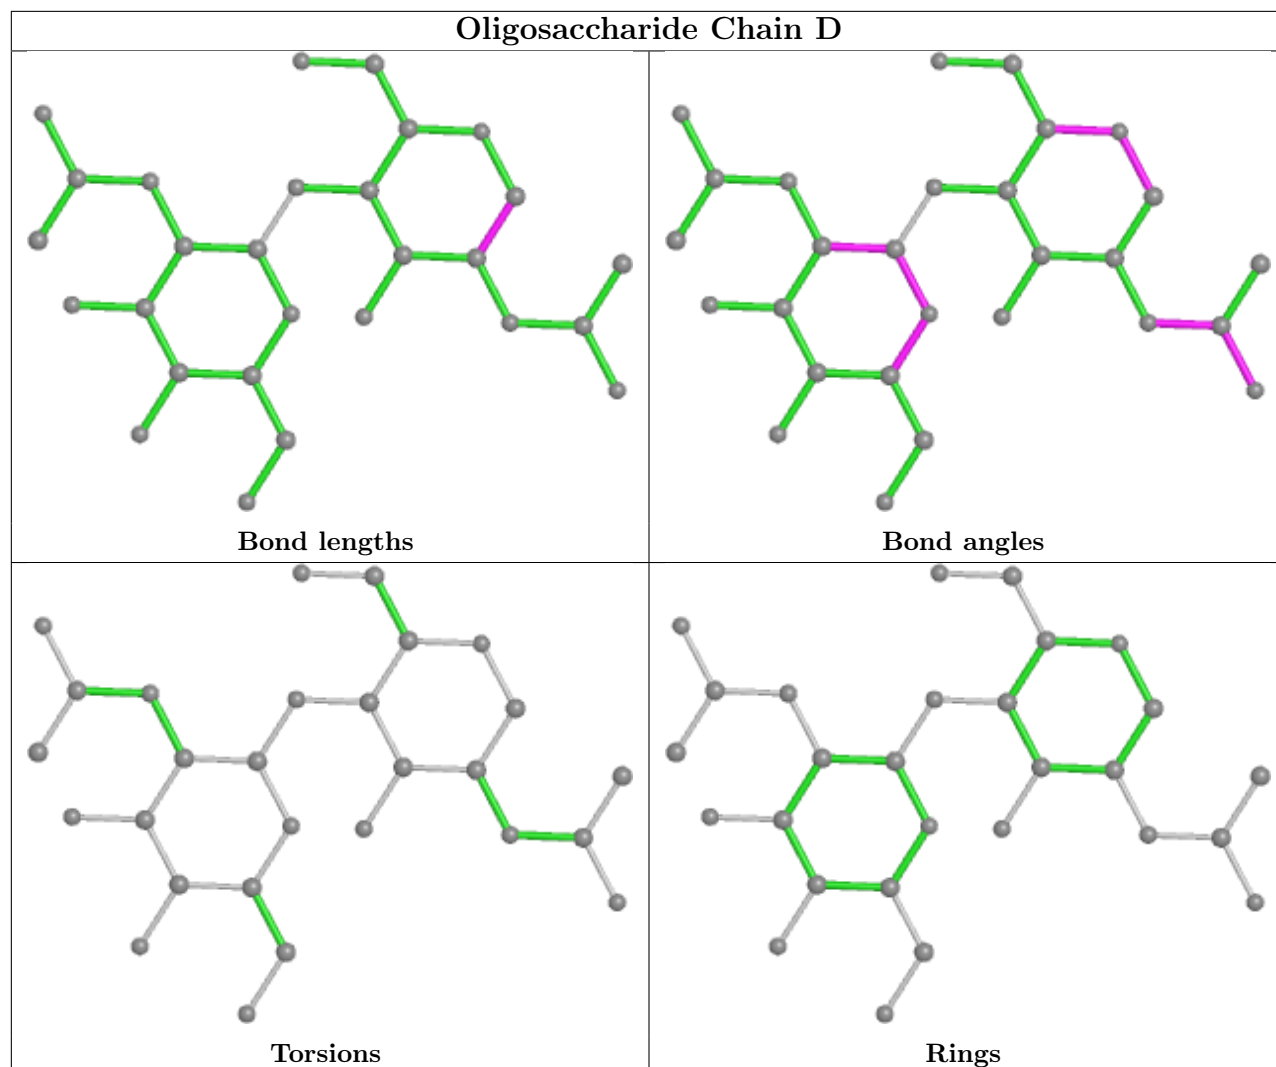 Oligosaccharide Chain D
Bond lengths
Bond angles
Torsions
Rings